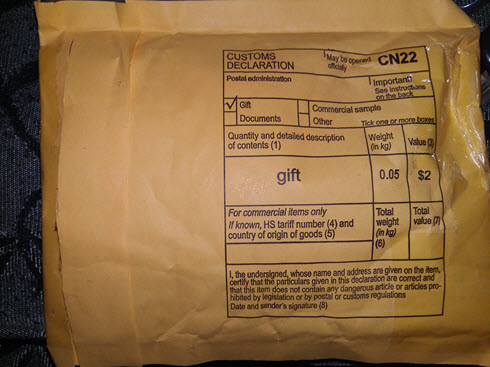 CUSTOMS
DECLARATION
May be opened
officially
CN22
Postal administration
Important!
See instructions
on the back
Gift
Commercial sample
Documents
Other
Tick one or more boxes
Quantity and detailed description
of contents (1)
Weight
(in kg)
Value (3)
gift
0.05
$2
For commercial items only
If known, HS tariff number (4) and
country of origin of goods (5)
Total
weight
(in kg)
(6)
Total
value (7)
I, the undersigned, whose name and address are given on the item,
certify that the particulars given in this declaration are correct and
that this item does not contain any dangerous article or articles pro-
hibited by legislation or by postal or customs regulations
Date and sender's signature (8)